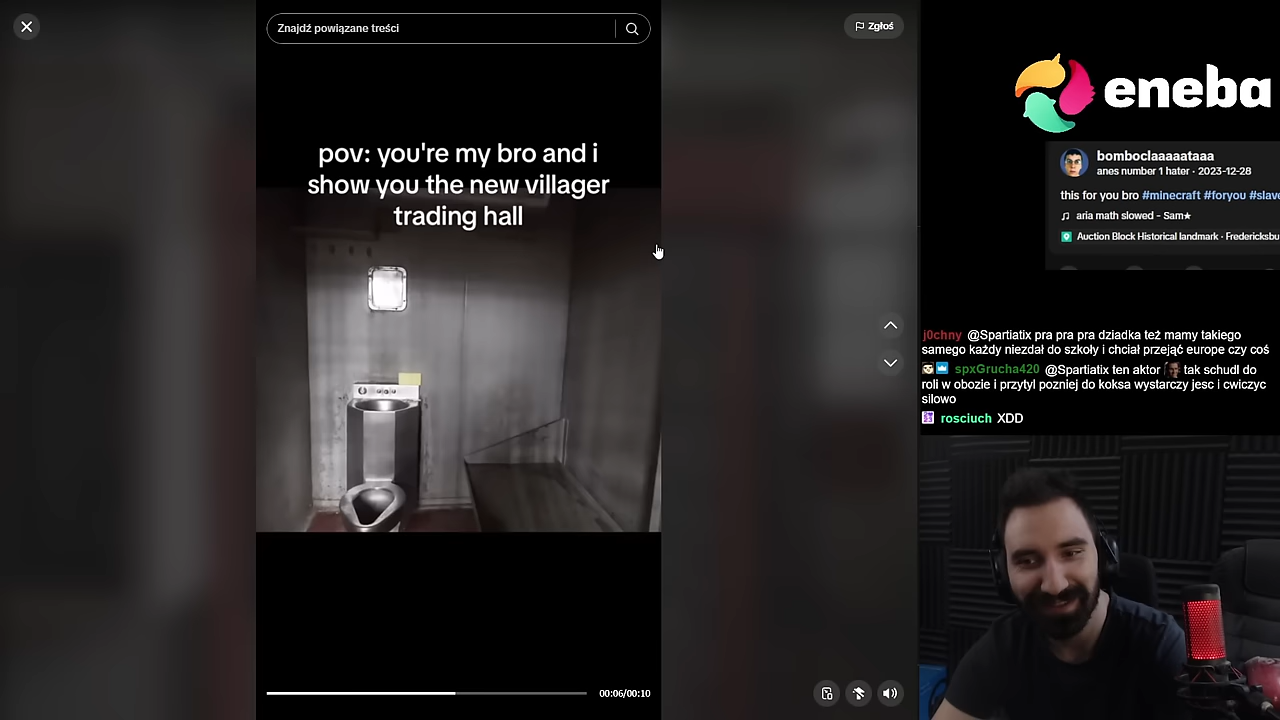 Znajdź powiązane treści
Zgłoś
pov: you're my bro and i
show you the new villager
trading hall
00:06/00:10
eneba
bomboclaaaaataaa
anes number 1 hater · 2023-12-28
this for you bro #minecraft #foryou #slave
♫ aria math slowed - Sam★
Auction Block Historical landmark · Fredericksbu
j0chny @Spartiatix pra pra pra dziadka też mamy takiego
samego każdy niezdał do szkoły i chciał przejąć europe czy coś
spxGrucha420 @Spartiatix ten aktor tak schudl do
roli w obozie i przytyl pozniej do koksa wystarczy jesc i cwiczyc
silowo
rosciuch XDD